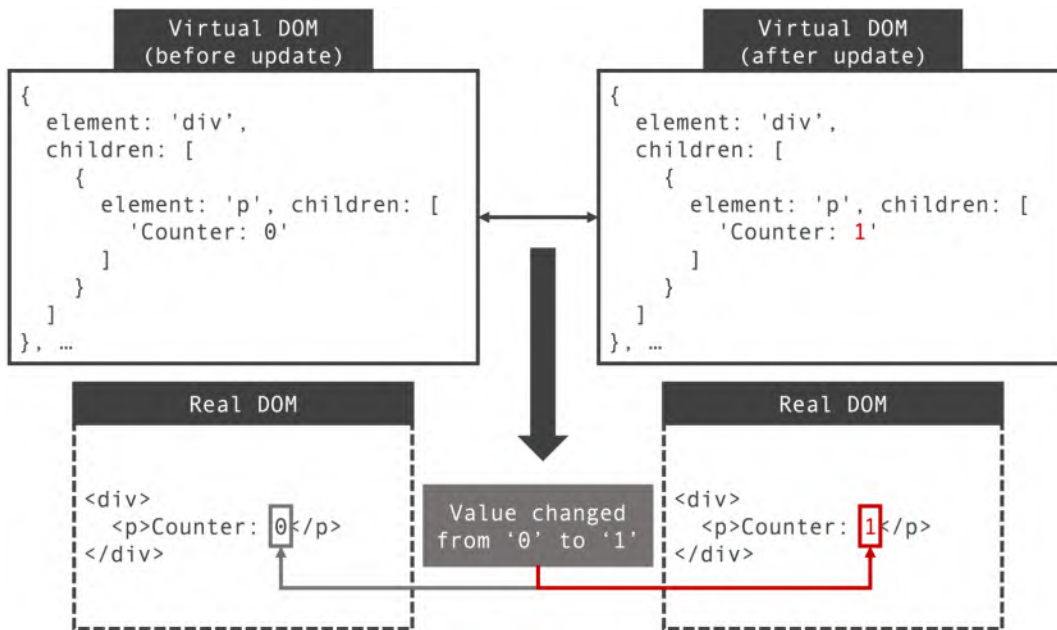 Virtual DOM
(before update)
{
  element: 'div’,
  children: [
    {
      element: 'p', children: [
        'Counter: 0'
      ]
    }
  ]
}, …
Virtual DOM
(after update)
{
  element: 'div’,
  children: [
    {
      element: 'p', children: [
        'Counter: 1'
      ]
    }
  ]
}, …
Real DOM
<div>
  <p>Counter: 0</p>
</div>
Value changed
from ‘0’ to ‘1’
Real DOM
<div>
  <p>Counter: 1</p>
</div>